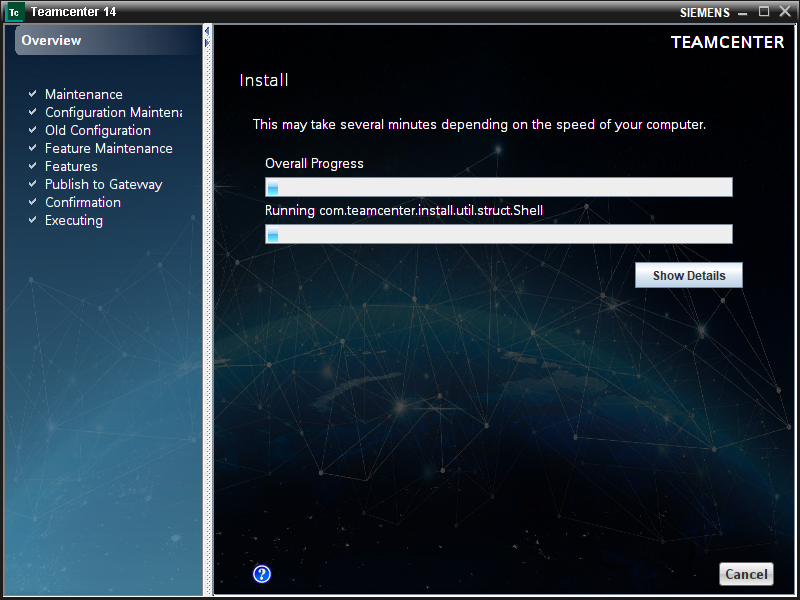 Tc Teamcenter 14
SIEMENS
Overview
Maintenance
Configuration Maintena
Old Configuration
Feature Maintenance
Features
Publish to Gateway
Confirmation
Executing
TEAMCENTER
Install
This may take several minutes depending on the speed of your computer.
Overall Progress
Running com.teamcenter.install.util.struct.Shell
Show Details
?
Cancel